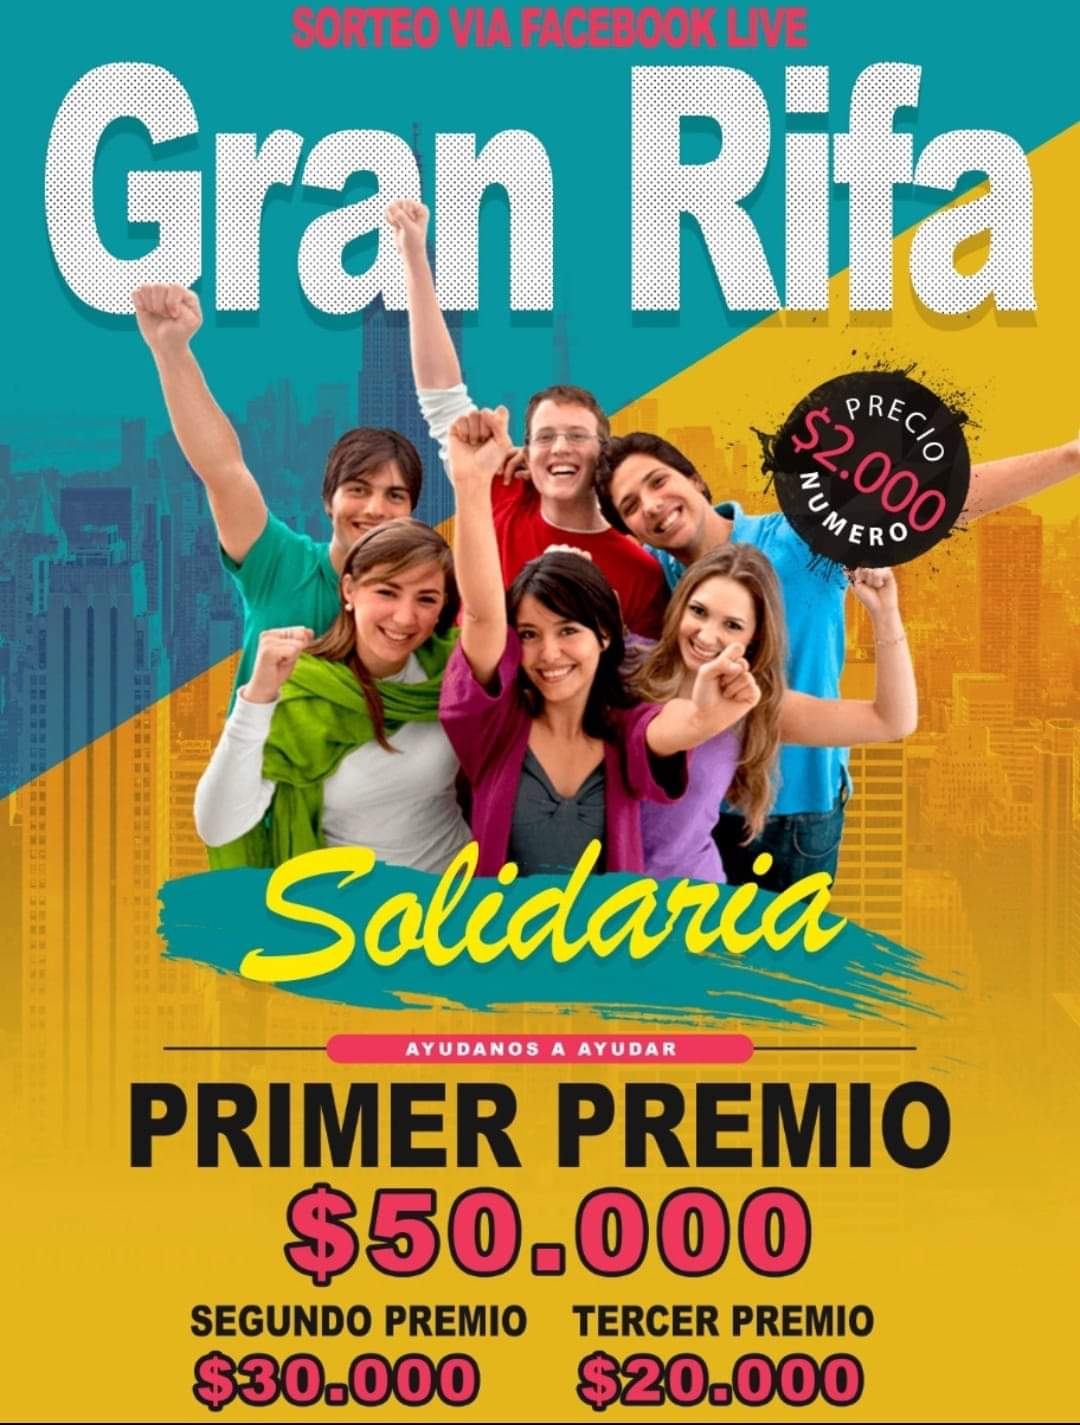 SORTEO VIA FACEBOOK LIVE
Gran Rifa
PRECIO
$2.000
NUMERO
Solidaria
AYUDANOS A AYUDAR
PRIMER PREMIO
$50.000
SEGUNDO PREMIO TERCER PREMIO
$30.000 $20.000